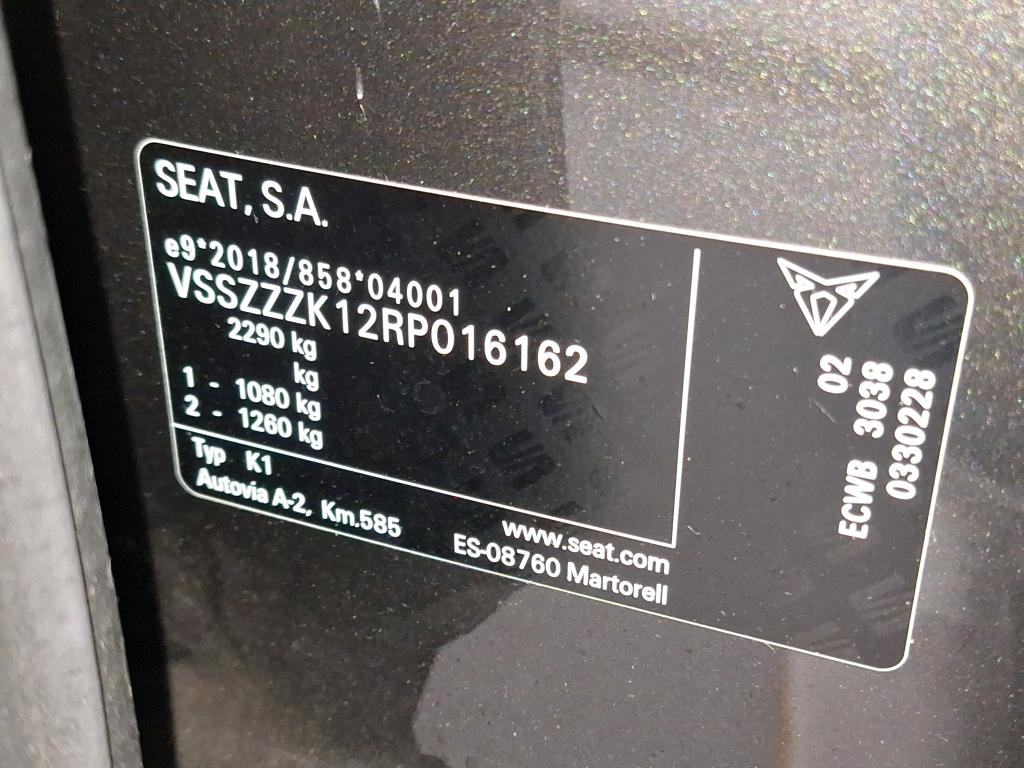 SEAT, S.A.
e9*2018/858*04001
VSSZZZK12RP016162
2290 kg
kg
1 - 1080 kg
2 - 1260 kg
Typ K1
Autovia A-2, Km.585
www.seat.com
ES-08760 Martorell
02
ECWB 3038
0330228